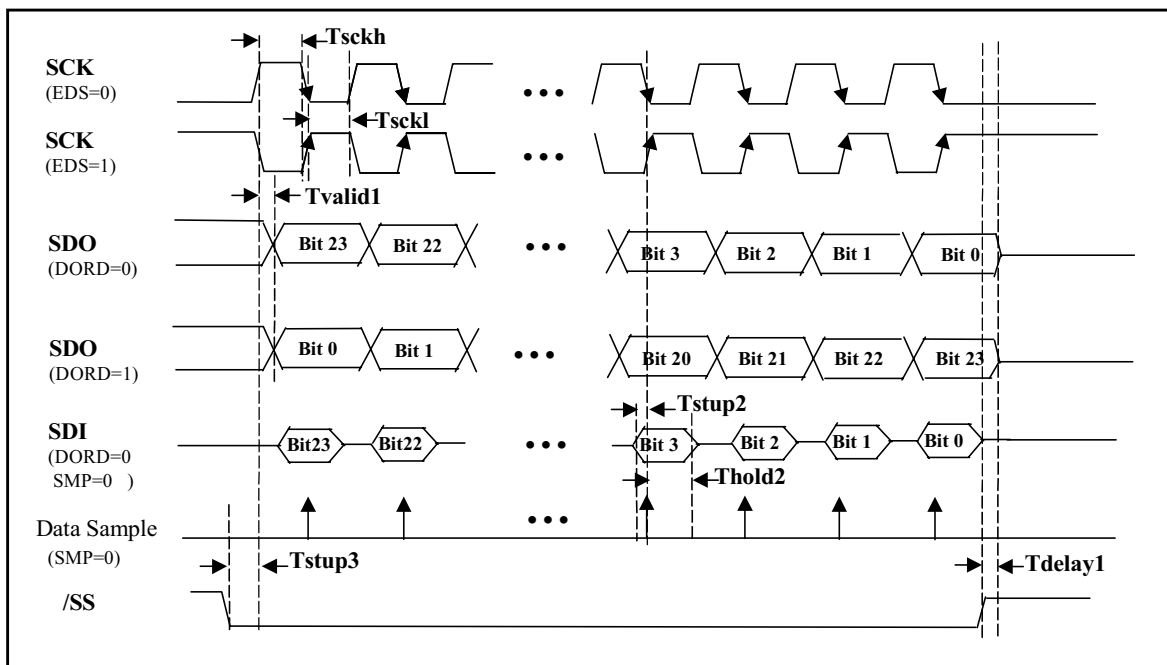 Tsckh
SCK
(EDS=0)
•••
Tsckl
SCK
(EDS=1)
•••
Tvalid1
SDO
(DORD=0)
Bit 23 Bit 22 ••• Bit 3 Bit 2 Bit 1 Bit 0
SDO
(DORD=1)
Bit 0 Bit 1 ••• Bit 20 Bit 21 Bit 22 Bit 23
Tstup2
SDI
(DORD=0
SMP=0 )
Bit23 Bit22 ••• Bit 3 Bit 2 Bit 1 Bit 0
Thold2
Data Sample
(SMP=0)
•••
Tstup3
Tdelay1
/SS